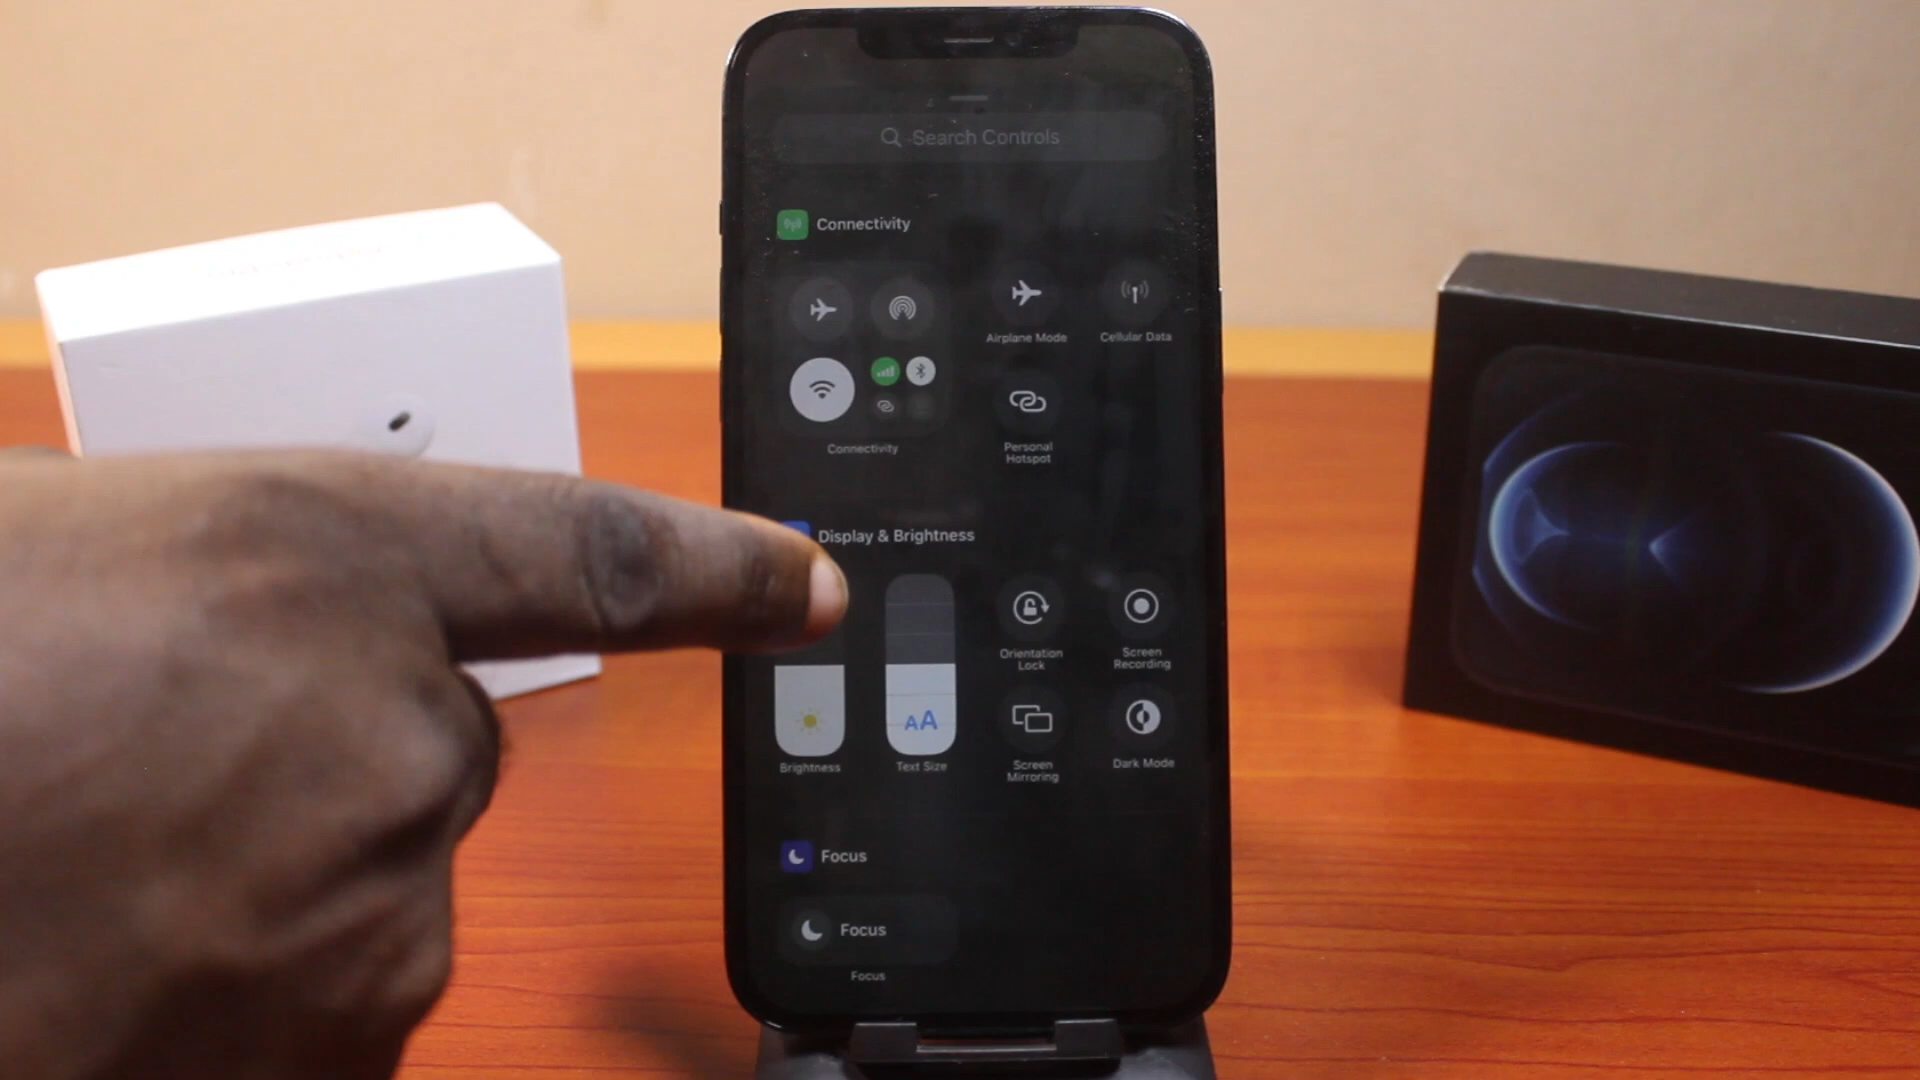 Search Controls
Connectivity
Airplane Mode
Cellular Data
Connectivity
Personal
Hotspot
Display & Brightness
Orientation
Lock
Screen
Recording
AA
Brightness
Text Size
Screen
Mirroring
Dark Mode
Focus
Focus
Focus